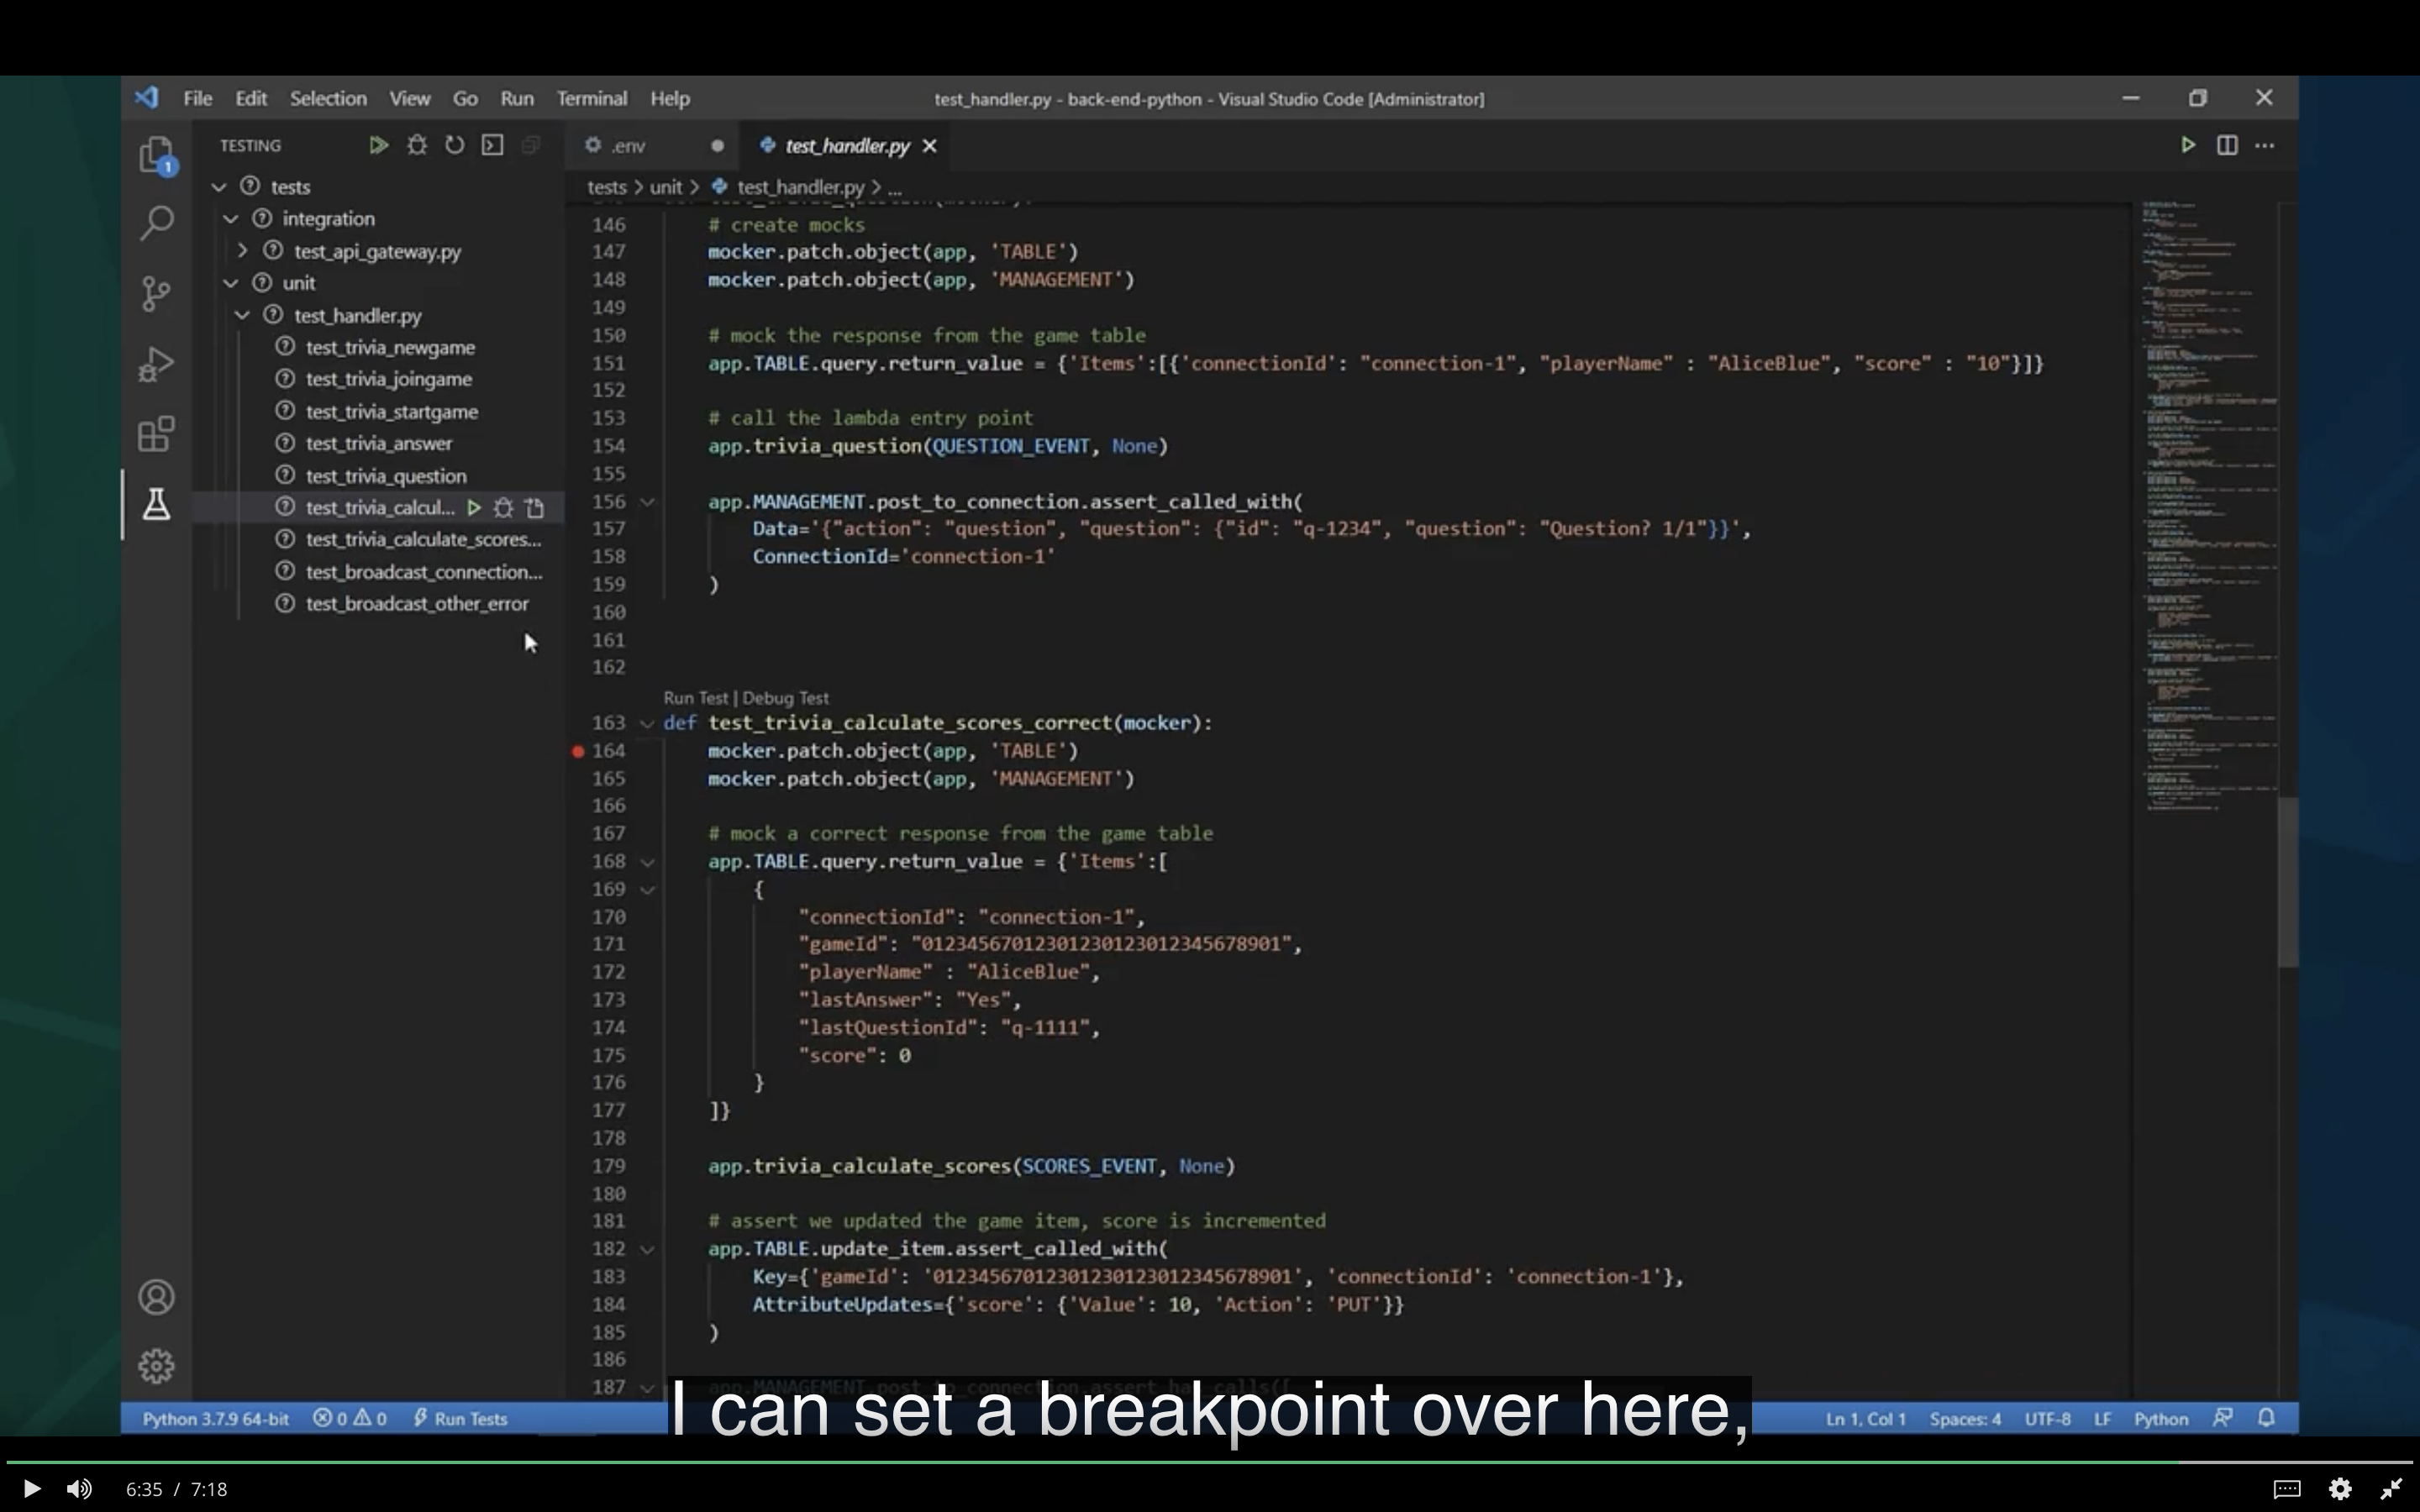 File Edit Selection View Go Run Terminal Help test_handler.py - back-end-python - Visual Studio Code [Administrator]
1
TESTING
tests
integration
test_api_gateway.py
unit
test_handler.py
test_trivia_newgame
test_trivia_joingame
test_trivia_startgame
test_trivia_answer
test_trivia_question
test_trivia_calcul...
test_trivia_calculate_scores...
test_broadcast_connection...
test_broadcast_other_error
.env test_handler.py
tests > unit > test_handler.py > ...
146 # create mocks
147 mocker.patch.object(app, 'TABLE')
148 mocker.patch.object(app, 'MANAGEMENT')
149
150 # mock the response from the game table
151 app.TABLE.query.return_value = {'Items':[{'connectionId': "connection-1", "playerName" : "AliceBlue", "score" : "10"}]}
152
153 # call the lambda entry point
154 app.trivia_question(QUESTION_EVENT, None)
155
156 app.MANAGEMENT.post_to_connection.assert_called_with(
157 Data='{"action": "question", "question": {"id": "q-1234", "question": "Question? 1/1"}}',
158 ConnectionId='connection-1'
159 )
160
161
162
Run Test | Debug Test
163 def test_trivia_calculate_scores_correct(mocker):
164 mocker.patch.object(app, 'TABLE')
165 mocker.patch.object(app, 'MANAGEMENT')
166
167 # mock a correct response from the game table
168 app.TABLE.query.return_value = {'Items':[
169 {
170 "connectionId": "connection-1",
171 "gameId": "01234567012301230123012345678901",
172 "playerName" : "AliceBlue",
173 "lastAnswer": "Yes",
174 "lastQuestionId": "q-1111",
175 "score": 0
176 }
177 ]}
178
179 app.trivia_calculate_scores(SCORES_EVENT, None)
180
181 # assert we updated the game item, score is incremented
182 app.TABLE.update_item.assert_called_with(
183 Key={'gameId': '01234567012301230123012345678901', 'connectionId': 'connection-1'},
184 AttributeUpdates={'score': {'Value': 10, 'Action': 'PUT'}}
185 )
186
187
I can set a breakpoint over here,
Python 3.7.9 64-bit 0 0 Run Tests Ln 1, Col 1 Spaces: 4 UTF-8 LF Python
6:35 / 7:18